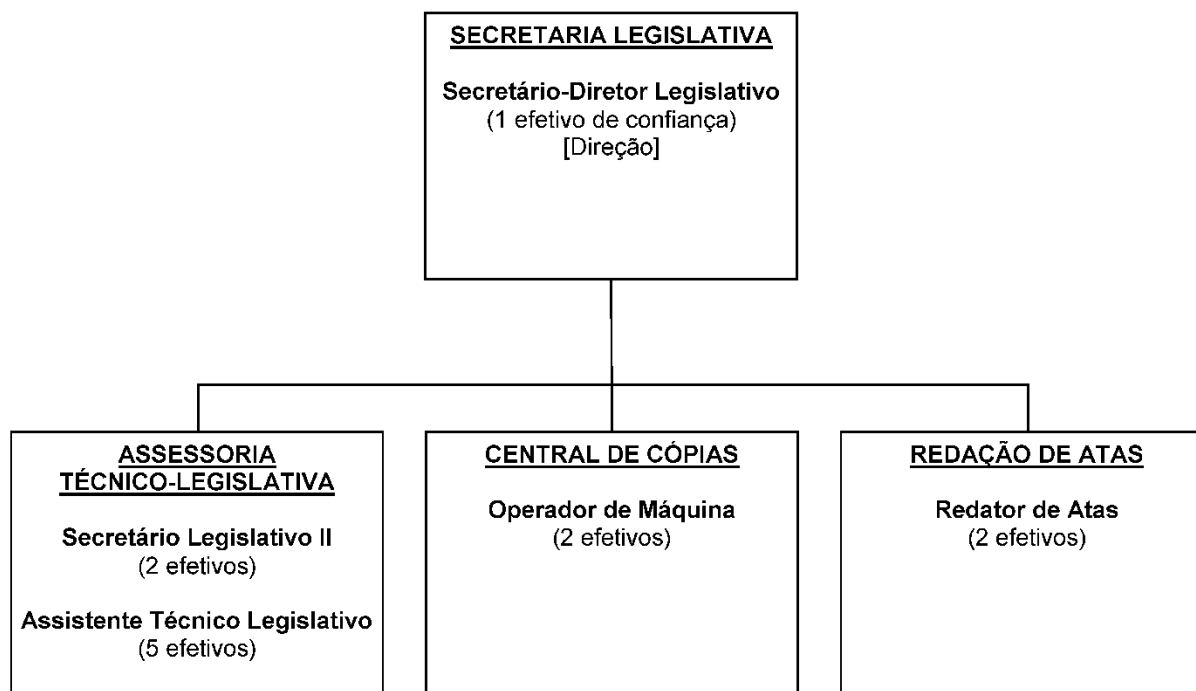 SECRETARIA LEGISLATIVA
Secretário-Diretor Legislativo
(1 efetivo de confiança)
[Direção]
ASSESSORIA
TÉCNICO-LEGISLATIVA
Secretário Legislativo II
(2 efetivos)
Assistente Técnico Legislativo
(5 efetivos)
CENTRAL DE CÓPIAS
Operador de Máquina
(2 efetivos)
REDAÇÃO DE ATAS
Redator de Atas
(2 efetivos)